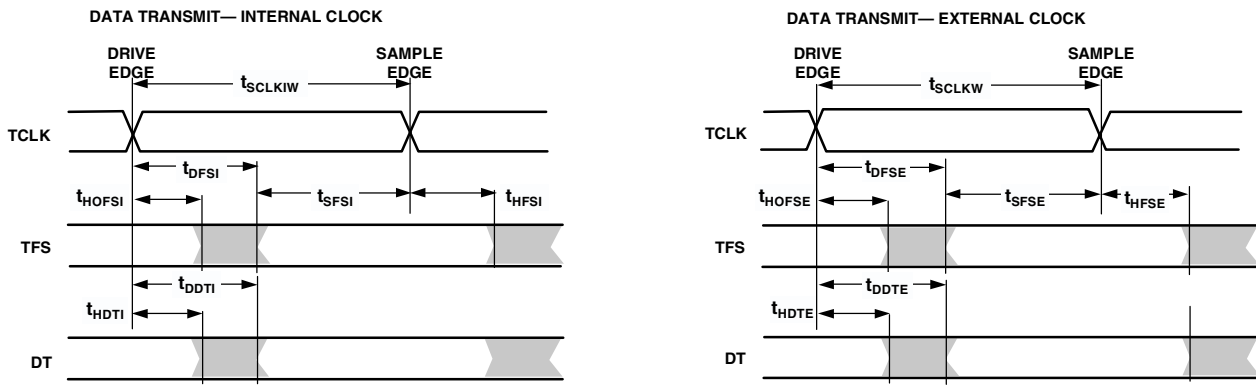 DATA TRANSMIT— INTERNAL CLOCK
DRIVE EDGE
SAMPLE EDGE
tSCLKIW
TCLK
tDFSI
tHOFSI
tSFSI
tHFSI
TFS
tDDTI
tHDTI
DT
DATA TRANSMIT— EXTERNAL CLOCK
DRIVE EDGE
SAMPLE EDGE
tSCLKW
TCLK
tDFSE
tHOFSE
tSFSE
tHFSE
TFS
tDDTE
tHDTE
DT